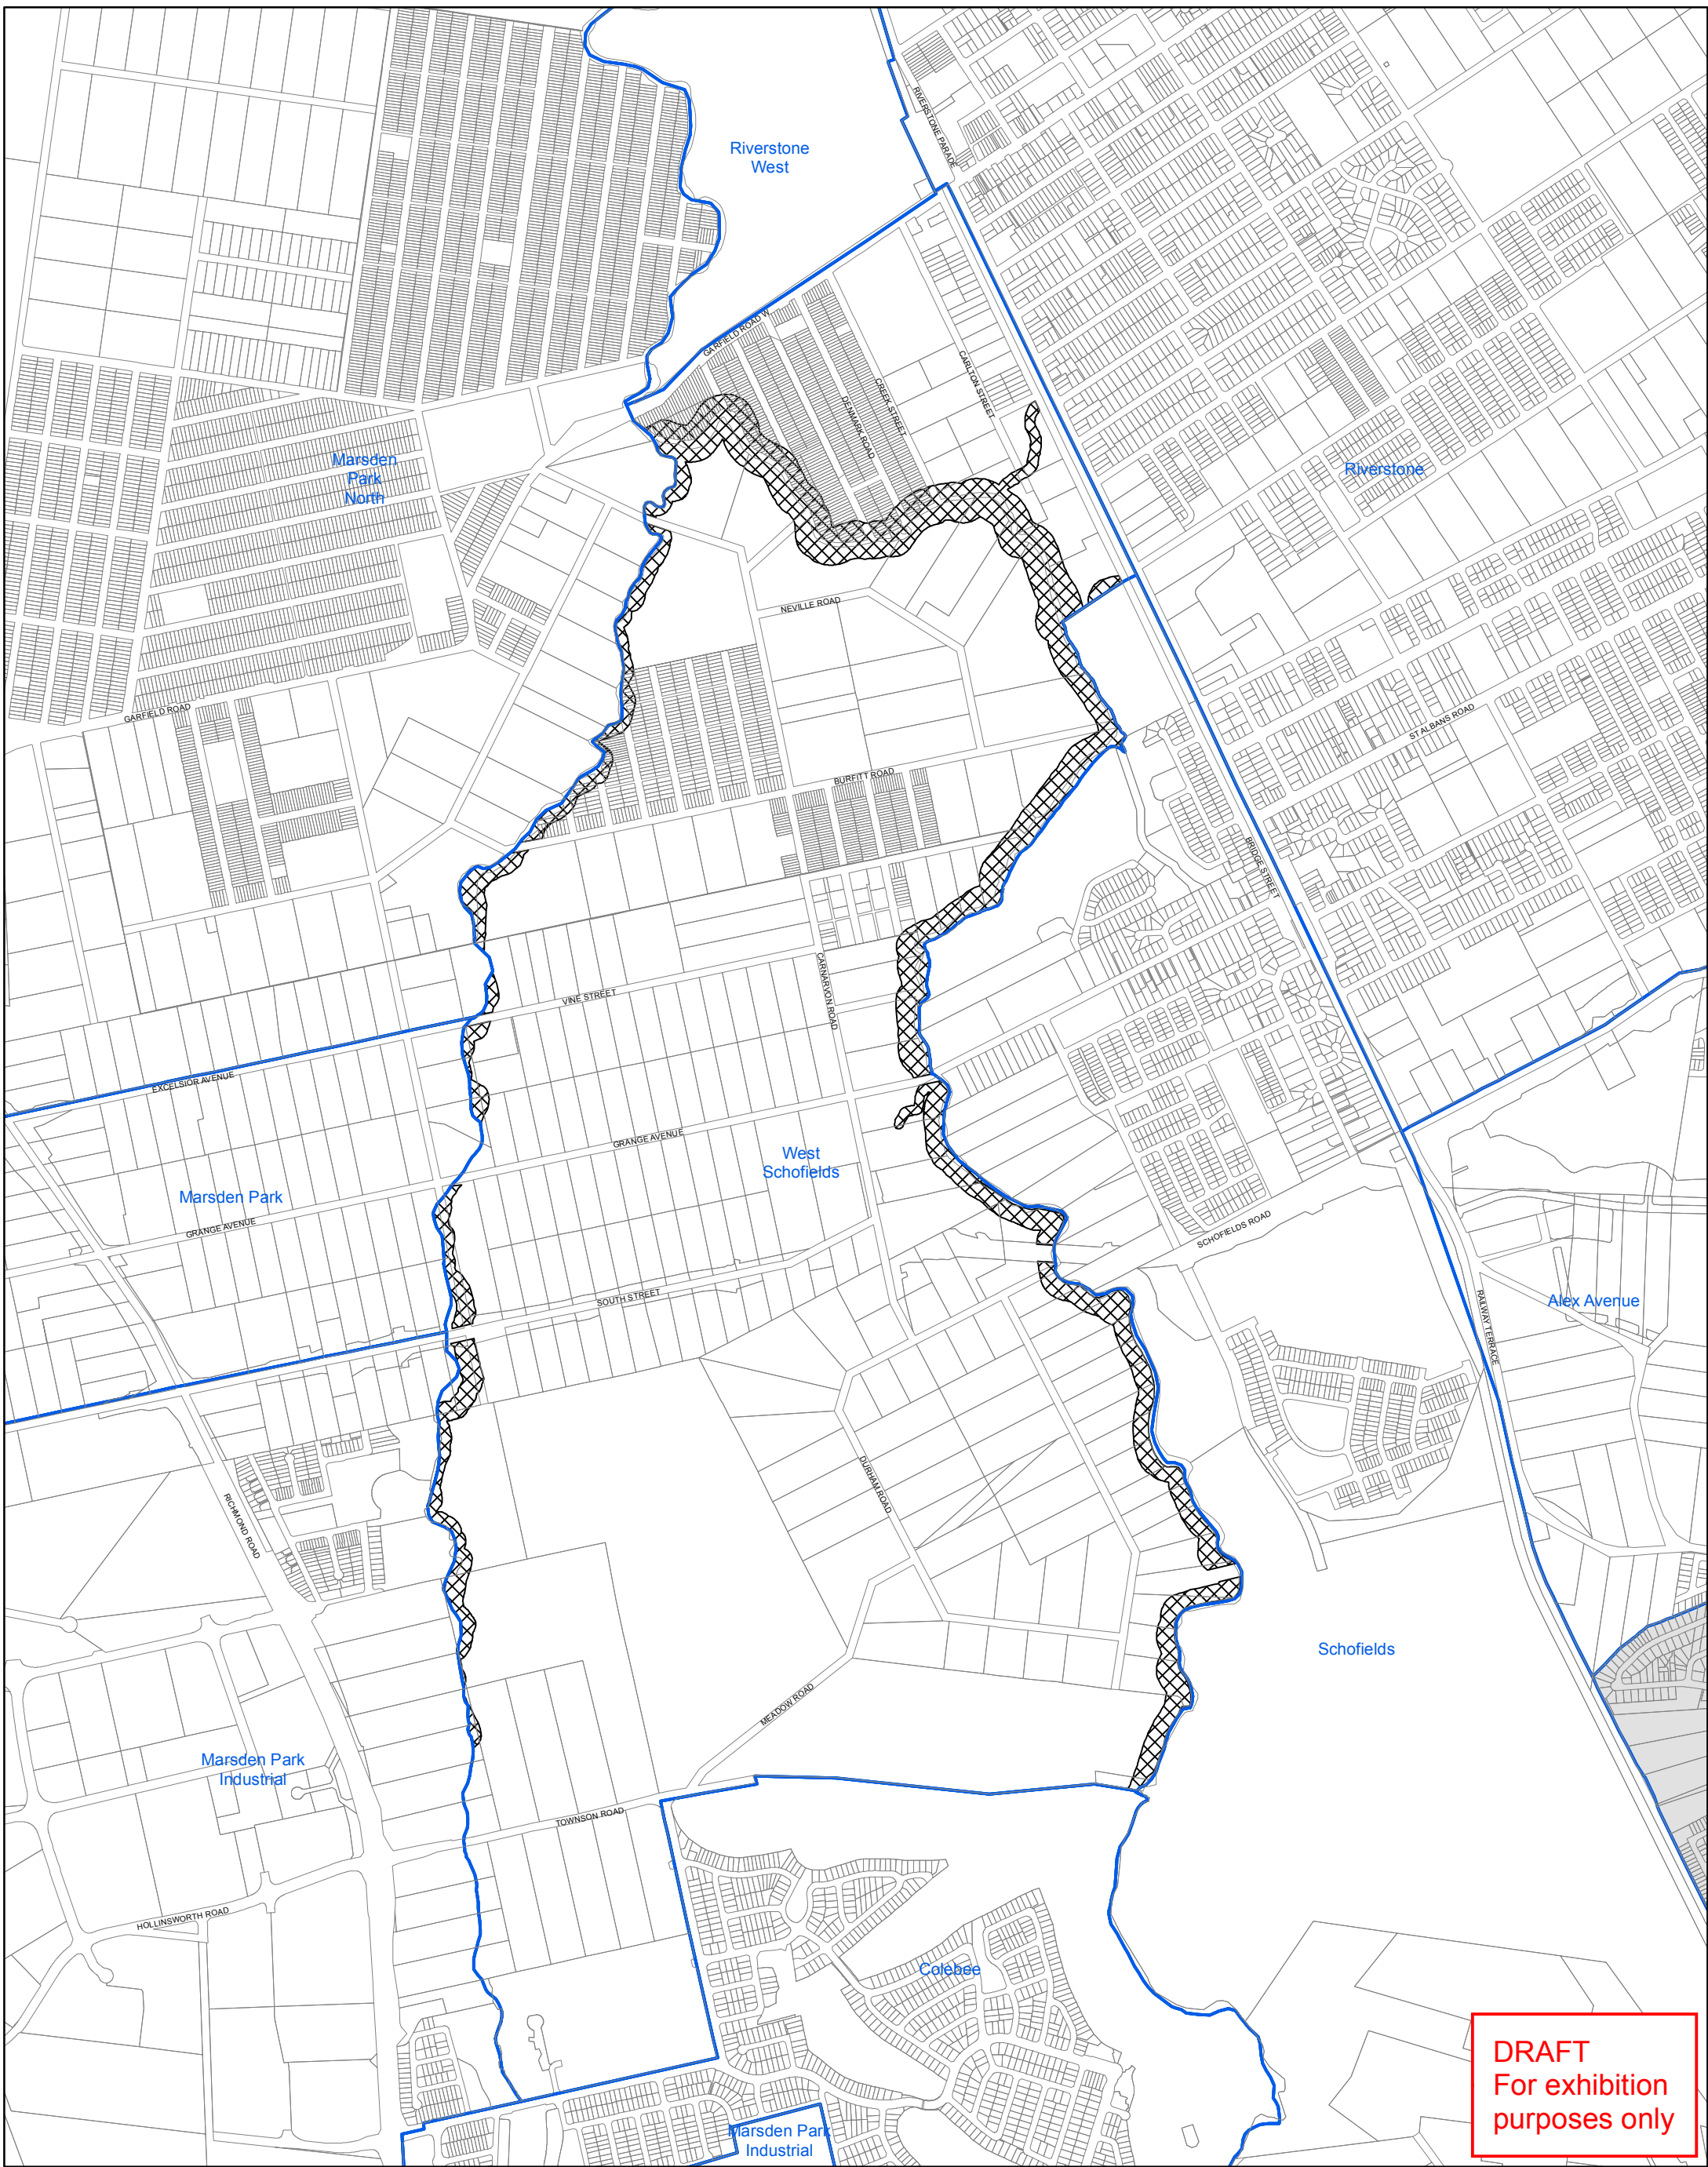 RIVERSTONE PARADE
Riverstone
West
GARFIELD ROAD W
CARLTON STREET
CREEK STREET
DENMARK ROAD
Marsden
Park
North
Riverstone
NEVILLE ROAD
GARFIELD ROAD
ST ALBANS ROAD
BURFITT ROAD
BRIDGE STREET
CARNARVON ROAD
VINE STREET
EXCELSIOR AVENUE
GRANGE AVENUE
West
Schofields
Marsden Park
GRANGE AVENUE
SCHOFIELDS ROAD
SOUTH STREET
RAILWAY TERRACE
Alex Avenue
DURHAM ROAD
RICHMOND ROAD
Schofields
MEADOW ROAD
Marsden Park
Industrial
TOWNSON ROAD
HOLLINSWORTH ROAD
Colebee
DRAFT
For exhibition
purposes only
Marsden Park
Industrial